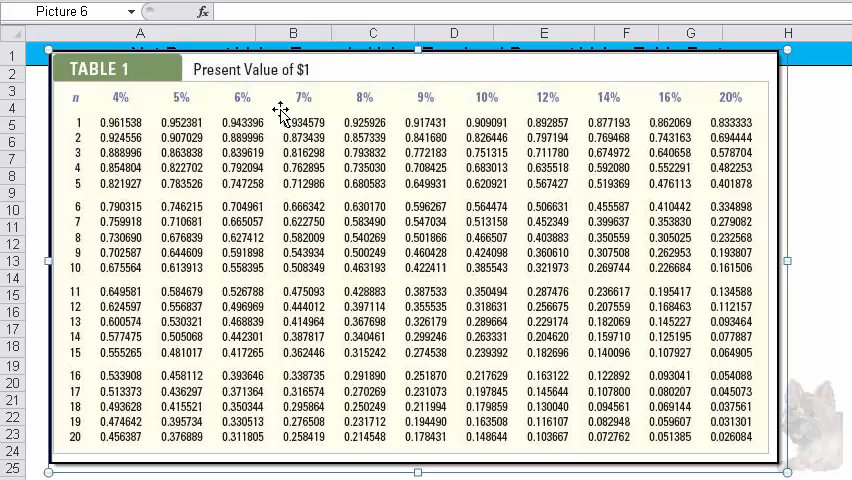 Picture 6 fx
A B C D E F G H
1
2
3
4
5
6
7
8
9
10
11
12
13
14
15
16
17
18
19
20
21
22
23
24
25
TABLE 1 Present Value of $1
n 4% 5% 6% 7% 8% 9% 10% 12% 14% 16% 20%
1 0.961538 0.952381 0.943396 0.934579 0.925926 0.917431 0.909091 0.892857 0.877193 0.862069 0.833333
2 0.924556 0.907029 0.889996 0.873439 0.857339 0.841680 0.826446 0.797194 0.769468 0.743163 0.694444
3 0.888996 0.863838 0.839619 0.816298 0.793832 0.772183 0.751315 0.711780 0.674972 0.640658 0.578704
4 0.854804 0.822702 0.792094 0.762895 0.735030 0.708425 0.683013 0.635518 0.592080 0.552291 0.482253
5 0.821927 0.783526 0.747258 0.712986 0.680583 0.649931 0.620921 0.567427 0.519369 0.476113 0.401878
6 0.790315 0.746215 0.704961 0.666342 0.630170 0.596267 0.564474 0.506631 0.455587 0.410442 0.334898
7 0.759918 0.710681 0.665057 0.622750 0.583490 0.547034 0.513158 0.452349 0.399637 0.353830 0.279082
8 0.730690 0.676839 0.627412 0.582009 0.540269 0.501866 0.466507 0.403883 0.350559 0.305025 0.232568
9 0.702587 0.644609 0.591898 0.543934 0.500249 0.460428 0.424098 0.360610 0.307508 0.262953 0.193807
10 0.675564 0.613913 0.558395 0.508349 0.463193 0.422411 0.385543 0.321973 0.269744 0.226684 0.161506
11 0.649581 0.584679 0.526788 0.475093 0.428883 0.387533 0.350494 0.287476 0.236617 0.195417 0.134588
12 0.624597 0.556837 0.496969 0.444012 0.397114 0.355535 0.318631 0.256675 0.207559 0.168463 0.112157
13 0.600574 0.530321 0.468839 0.414964 0.367698 0.326179 0.289664 0.229174 0.182069 0.145227 0.093464
14 0.577475 0.505068 0.442301 0.387817 0.340461 0.299246 0.263331 0.204620 0.159710 0.125195 0.077887
15 0.555265 0.481017 0.417265 0.362446 0.315242 0.274538 0.239392 0.182696 0.140096 0.107927 0.064905
16 0.533908 0.458112 0.393646 0.338735 0.291890 0.251870 0.217629 0.163122 0.122892 0.093041 0.054088
17 0.513373 0.436297 0.371364 0.316574 0.270269 0.231073 0.197845 0.145644 0.107800 0.080207 0.045073
18 0.493628 0.415521 0.350344 0.295864 0.250249 0.211994 0.179859 0.130040 0.094561 0.069144 0.037561
19 0.474642 0.395734 0.330513 0.276508 0.231712 0.194490 0.163508 0.116107 0.082948 0.059607 0.031301
20 0.456387 0.376889 0.311805 0.258419 0.214548 0.178431 0.148644 0.103667 0.072762 0.051385 0.026084